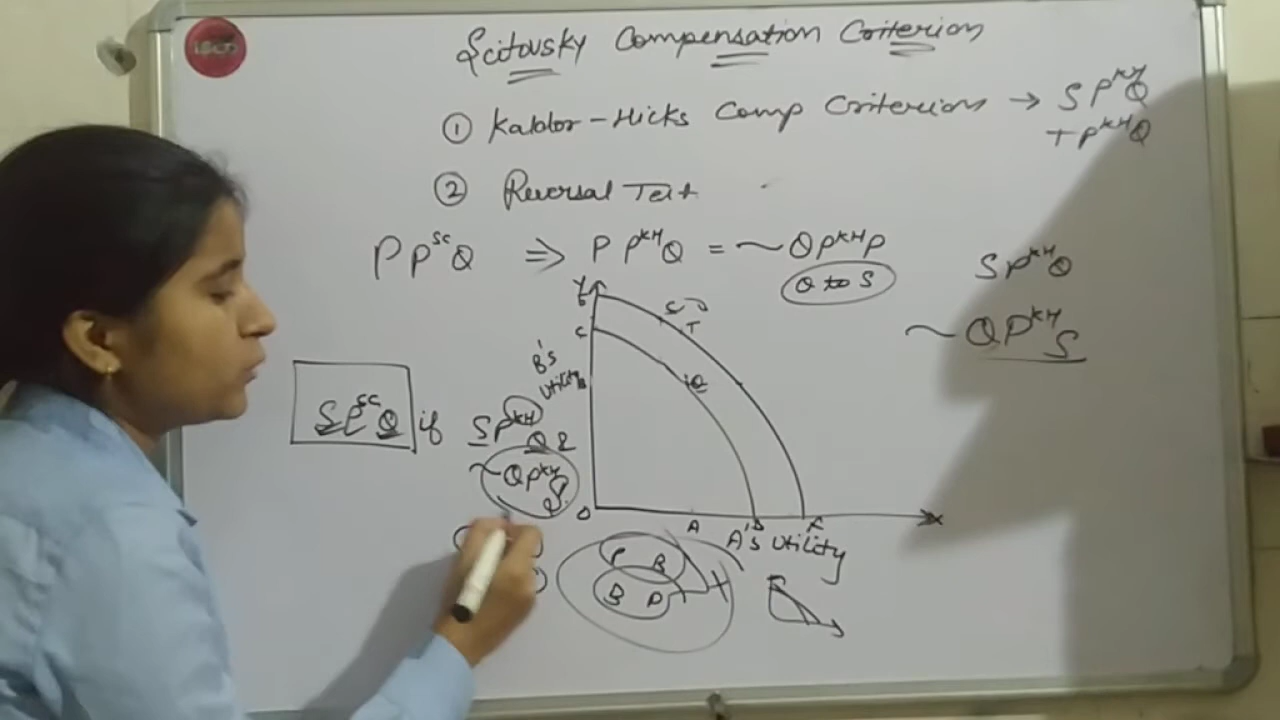 Scitovsky Compensation Criterion
① Kaldor-Hicks Comp Criterions → S P^KH Q
T P^KH Q
② Reversal Test
P P^SC Q ⇒ P P^KH Q = ~ Q P^KH P
Q to S
S P^KH Q
~ Q P^KH S
S P^SC Q if S P^KH Q &
~ Q P^KH S
Y
E
C
B's
Utility
B
S
T
Q
O
A
D
F
X
A's Utility
P B
B P